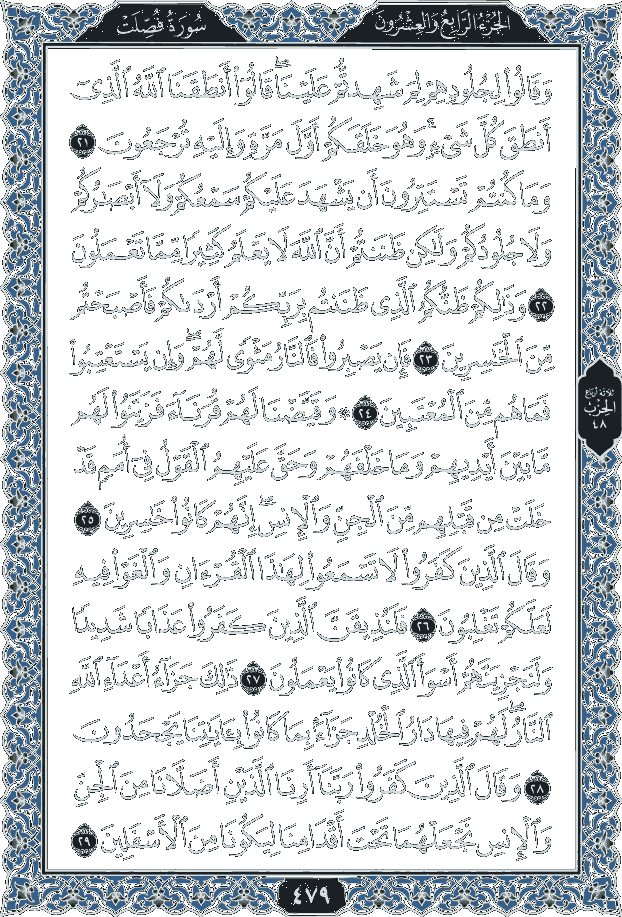 الجزء الرابع والعشرون
سورة فصلت
وَقَالُوا۟ لِجُلُودِهِمْ لِمَ شَهِدتُّمْ عَلَيْنَا ۖ قَالُوٓا۟ أَنطَقَنَا ٱللَّهُ ٱلَّذِىٓ
أَنطَقَ كُلَّ شَىْءٍ ۚ وَهُوَ خَلَقَكُمْ أَوَّلَ مَرَّةٍ وَإِلَيْهِ تُرْجَعُونَ ٢١
وَمَا كُنتُمْ تَسْتَتِرُونَ أَن يَشْهَدَ عَلَيْكُمْ سَمْعُكُمْ وَلَآ أَبْصَٰرُكُمْ
وَلَا جُلُودُكُمْ وَلَٰكِن ظَنَنتُمْ أَنَّ ٱللَّهَ لَا يَعْلَمُ كَثِيرًا مِّمَّا تَعْمَلُونَ
٢٢ وَذَٰلِكُمْ ظَنُّكُمُ ٱلَّذِى ظَنَنتُم بِرَبِّكُمْ أَرْدَىٰكُمْ فَأَصْبَحْتُم
مِّنَ ٱلْخَٰسِرِينَ ٢٣ فَإِن يَصْبِرُوا۟ فَٱلنَّارُ مَثْوًى لَّهُمْ ۖ وَإِن يَسْتَعْتِبُوا۟
فَمَا هُم مِّنَ ٱلْمُعْتَبِينَ ٢٤ ۞ وَقَيَّضْنَا لَهُمْ قُرَنَآءَ فَزَيَّنُوا۟ لَهُم
مَّا بَيْنَ أَيْدِيهِمْ وَمَا خَلْفَهُمْ وَحَقَّ عَلَيْهِمُ ٱلْقَوْلُ فِىٓ أُمَمٍ قَدْ
خَلَتْ مِن قَبْلِهِم مِّنَ ٱلْجِنِّ وَٱلْإِنسِ ۖ إِنَّهُمْ كَانُوا۟ خَٰسِرِينَ ٢٥
وَقَالَ ٱلَّذِينَ كَفَرُوا۟ لَا تَسْمَعُوا۟ لِهَٰذَا ٱلْقُرْءَانِ وَٱلْغَوْا۟ فِيهِ
لَعَلَّكُمْ تَغْلِبُونَ ٢٦ فَلَنُذِيقَنَّ ٱلَّذِينَ كَفَرُوا۟ عَذَابًا شَدِيدًا
وَلَنَجْزِيَنَّهُمْ أَسْوَأَ ٱلَّذِى كَانُوا۟ يَعْمَلُونَ ٢٧ ذَٰلِكَ جَزَآءُ أَعْدَآءِ ٱللَّهِ
ٱلنَّارُ ۖ لَهُمْ فِيهَا دَارُ ٱلْخُلْدِ ۖ جَزَآءًۢ بِمَا كَانُوا۟ بِـَٔايَٰتِنَا يَجْحَدُونَ
٢٨ وَقَالَ ٱلَّذِينَ كَفَرُوا۟ رَبَّنَآ أَرِنَا ٱلَّذَيْنِ أَضَلَّانَا مِنَ ٱلْجِنِّ
وَٱلْإِنسِ نَجْعَلْهُمَا تَحْتَ أَقْدَامِنَا لِيَكُونَا مِنَ ٱلْأَسْفَلِينَ ٢٩
ثلاثة أرباع
الحزب
٤٨
٤٧٩